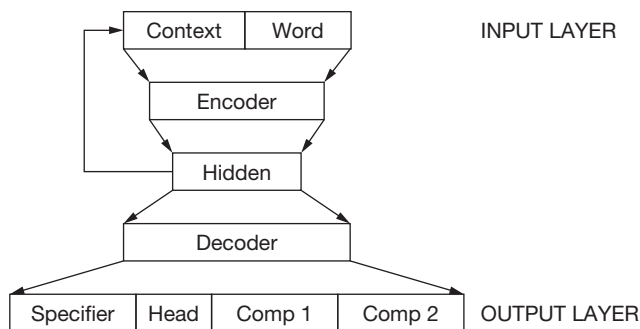 Context Word INPUT LAYER
Encoder
Hidden
Decoder
Specifier Head Comp 1 Comp 2 OUTPUT LAYER